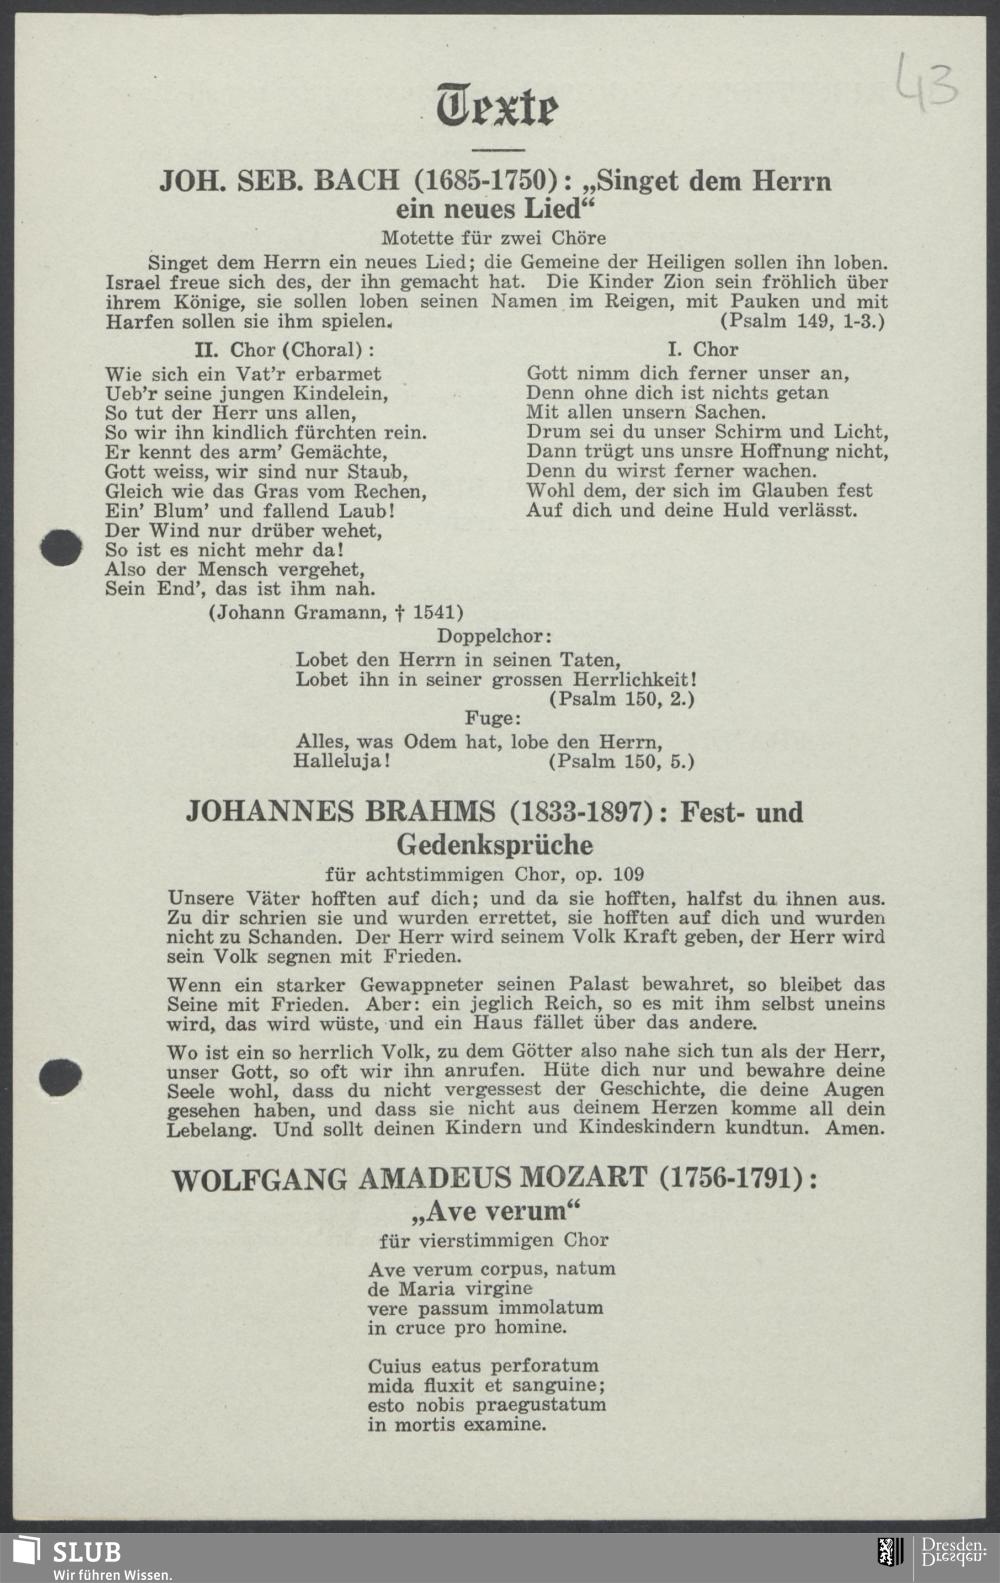 43
Texte
JOH. SEB. BACH (1685-1750): „Singet dem Herrn
ein neues Lied“
Motette für zwei Chöre
Singet dem Herrn ein neues Lied; die Gemeine der Heiligen sollen ihn loben.
Israel freue sich des, der ihn gemacht hat. Die Kinder Zion sein fröhlich über
ihrem Könige, sie sollen loben seinen Namen im Reigen, mit Pauken und mit
Harfen sollen sie ihm spielen. (Psalm 149, 1-3.)
II. Chor (Choral) :
Wie sich ein Vat’r erbarmet
Ueb’r seine jungen Kindelein,
So tut der Herr uns allen,
So wir ihn kindlich fürchten rein.
Er kennt des arm’ Gemächte,
Gott weiss, wir sind nur Staub,
Gleich wie das Gras vom Rechen,
Ein’ Blum’ und fallend Laub!
Der Wind nur drüber wehet,
So ist es nicht mehr da!
Also der Mensch vergehet,
Sein End’, das ist ihm nah.
(Johann Gramann, † 1541)
I. Chor
Gott nimm dich ferner unser an,
Denn ohne dich ist nichts getan
Mit allen unsern Sachen.
Drum sei du unser Schirm und Licht,
Dann trügt uns unsre Hoffnung nicht,
Denn du wirst ferner wachen.
Wohl dem, der sich im Glauben fest
Auf dich und deine Huld verlässt.
Doppelchor:
Lobet den Herrn in seinen Taten,
Lobet ihn in seiner grossen Herrlichkeit!
(Psalm 150, 2.)
Fuge:
Alles, was Odem hat, lobe den Herrn,
Halleluja! (Psalm 150, 5.)
JOHANNES BRAHMS (1833-1897): Fest- und
Gedenksprüche
für achtstimmigen Chor, op. 109
Unsere Väter hofften auf dich; und da sie hofften, halfst du ihnen aus.
Zu dir schrien sie und wurden errettet, sie hofften auf dich und wurden
nicht zu Schanden. Der Herr wird seinem Volk Kraft geben, der Herr wird
sein Volk segnen mit Frieden.
Wenn ein starker Gewappneter seinen Palast bewahret, so bleibet das
Seine mit Frieden. Aber: ein jeglich Reich, so es mit ihm selbst uneins
wird, das wird wüste, und ein Haus fället über das andere.
Wo ist ein so herrlich Volk, zu dem Götter also nahe sich tun als der Herr,
unser Gott, so oft wir ihn anrufen. Hüte dich nur und bewahre deine
Seele wohl, dass du nicht vergessest der Geschichte, die deine Augen
gesehen haben, und dass sie nicht aus deinem Herzen komme all dein
Lebelang. Und sollt deinen Kindern und Kindeskindern kundtun. Amen.
WOLFGANG AMADEUS MOZART (1756-1791):
„Ave verum“
für vierstimmigen Chor
Ave verum corpus, natum
de Maria virgine
vere passum immolatum
in cruce pro homine.
Cuius eatus perforatum
mida fluxit et sanguine;
esto nobis praegustatum
in mortis examine.
SLUB
Wir führen Wissen.
Dresden.
Dresden.